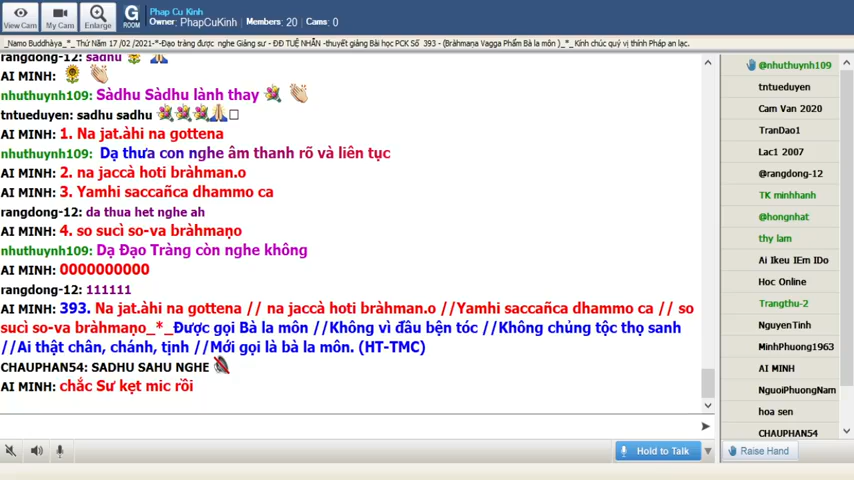 View Cam
My Cam
Enlarge
G
ROOM
Phap Cu Kinh
Owner: PhapCuKinh Members: 20 Cams: 0
_Namo Buddhàya_*_ Thứ Năm 17 /02 /2021-*-Đạo tràng được nghe Giảng sư - ĐĐ TUỆ NHẪN -thuyết giảng Bài học PCK Số 393 - (Bràhmaṇa Vagga Phẩm Bà la môn )_*_ Kính chúc quý vị thính Pháp an lạc.
rangdong-12: sadhu
AI MINH:
nhuthuynh109: Sàdhu Sàdhu lành thay
tntueduyen: sadhu sadhu
AI MINH: 1. Na jat.àhi na gottena
nhuthuynh109: Dạ thưa con nghe âm thanh rõ và liên tục
AI MINH: 2. na jaccà hoti bràhman.o
AI MINH: 3. Yamhi saccañca dhammo ca
rangdong-12: da thua het nghe ah
AI MINH: 4. so sucì so-va bràhmaṇo
nhuthuynh109: Dạ Đạo Tràng còn nghe không
AI MINH: 0000000000
rangdong-12: 111111
AI MINH: 393. Na jat.àhi na gottena // na jaccà hoti bràhman.o //Yamhi saccañca dhammo ca // so
sucì so-va bràhmaṇo_*_Được gọi Bà la môn //Không vì đầu bện tóc //Không chủng tộc thọ sanh
//Ai thật chân, chánh, tịnh //Mới gọi là bà la môn. (HT-TMC)
CHAUPHAN54: SADHU SAHU NGHE
AI MINH: chắc Sư kẹt mic rồi
@nhuthuynh109
tntueduyen
Cam Van 2020
TranDao1
Lac1 2007
@rangdong-12
TK minhhanh
@hongnhat
thy lam
Ai Ikeu IEm IDo
Hoc Online
Trangthu-2
NguyenTinh
MinhPhuong1963
AI MINH
NguoiPhuongNam
hoa sen
CHAUPHAN54
Hold to Talk
Raise Hand